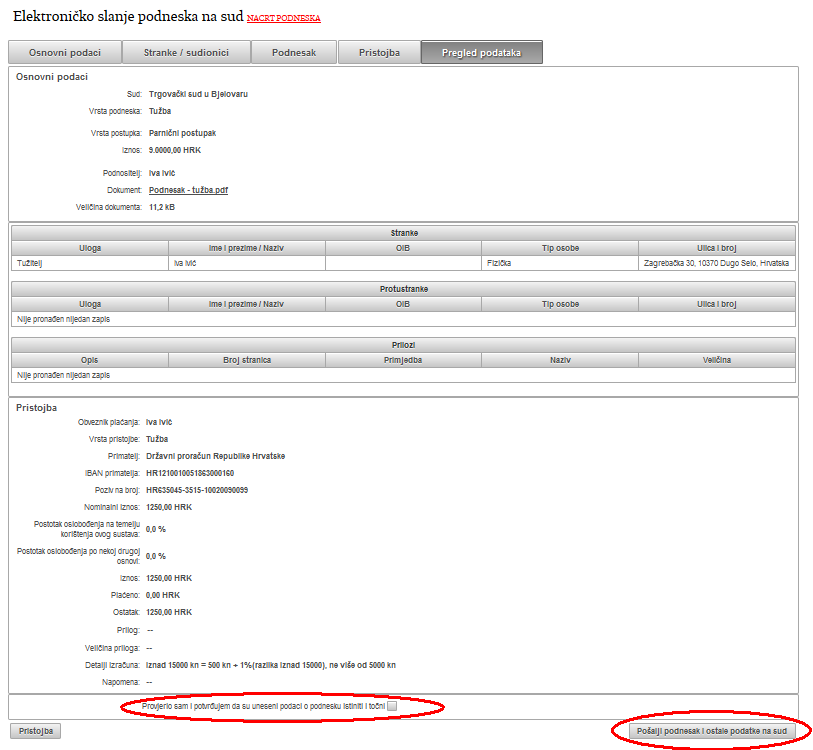 Elektroničko slanje podneska na sud NACRT PODNESKA
Osnovni podaci Stranke / sudionici Podnesak Pristojba Pregled podataka
Osnovni podaci
Sud: Trgovački sud u Bjelovaru
Vrsta podneska: Tužba
Vrsta postupka: Parnični postupak
Iznos: 9.0000,00 HRK
Podnositelj: Iva Ivić
Dokument: Podnesak - tužba.pdf
Veličina dokumenta: 11,2 kB
Stranke
Uloga Ime i prezime / Naziv OIB Tip osobe Ulica i broj
Tužitelj Iva Ivić Fizička Zagrebačka 30, 10370 Dugo Selo, Hrvatska
Protustranke
Uloga Ime i prezime / Naziv OIB Tip osobe Ulica i broj
Nije pronađen nijedan zapis
Prilozi
Opis Broj stranica Primjedba Naziv Veličina
Nije pronađen nijedan zapis
Pristojba
Obveznik plaćanja: Iva Ivić
Vrsta pristojbe: Tužba
Primatelj: Državni proračun Republike Hrvatske
IBAN primatelja: HR1210010051863000160
Poziv na broj: HR635045-3515-10020090099
Nominalni iznos: 1250,00 HRK
Postotak oslobođenja na temelju
korištenja ovog sustava: 0,0 %
Postotak oslobođenja po nekoj drugoj
osnovi: 0,0 %
Iznos: 1250,00 HRK
Plaćeno: 0,00 HRK
Ostatak: 1250,00 HRK
Prilog: --
Veličina priloga: --
Detalji izračuna: Iznad 15000 kn = 500 kn + 1%(razlika iznad 15000), ne više od 5000 kn
Napomena: --
Provjerio sam i potvrđujem da su uneseni podaci o podnesku istiniti i točni
Pristojba Pošalji podnesak i ostale podatke na sud